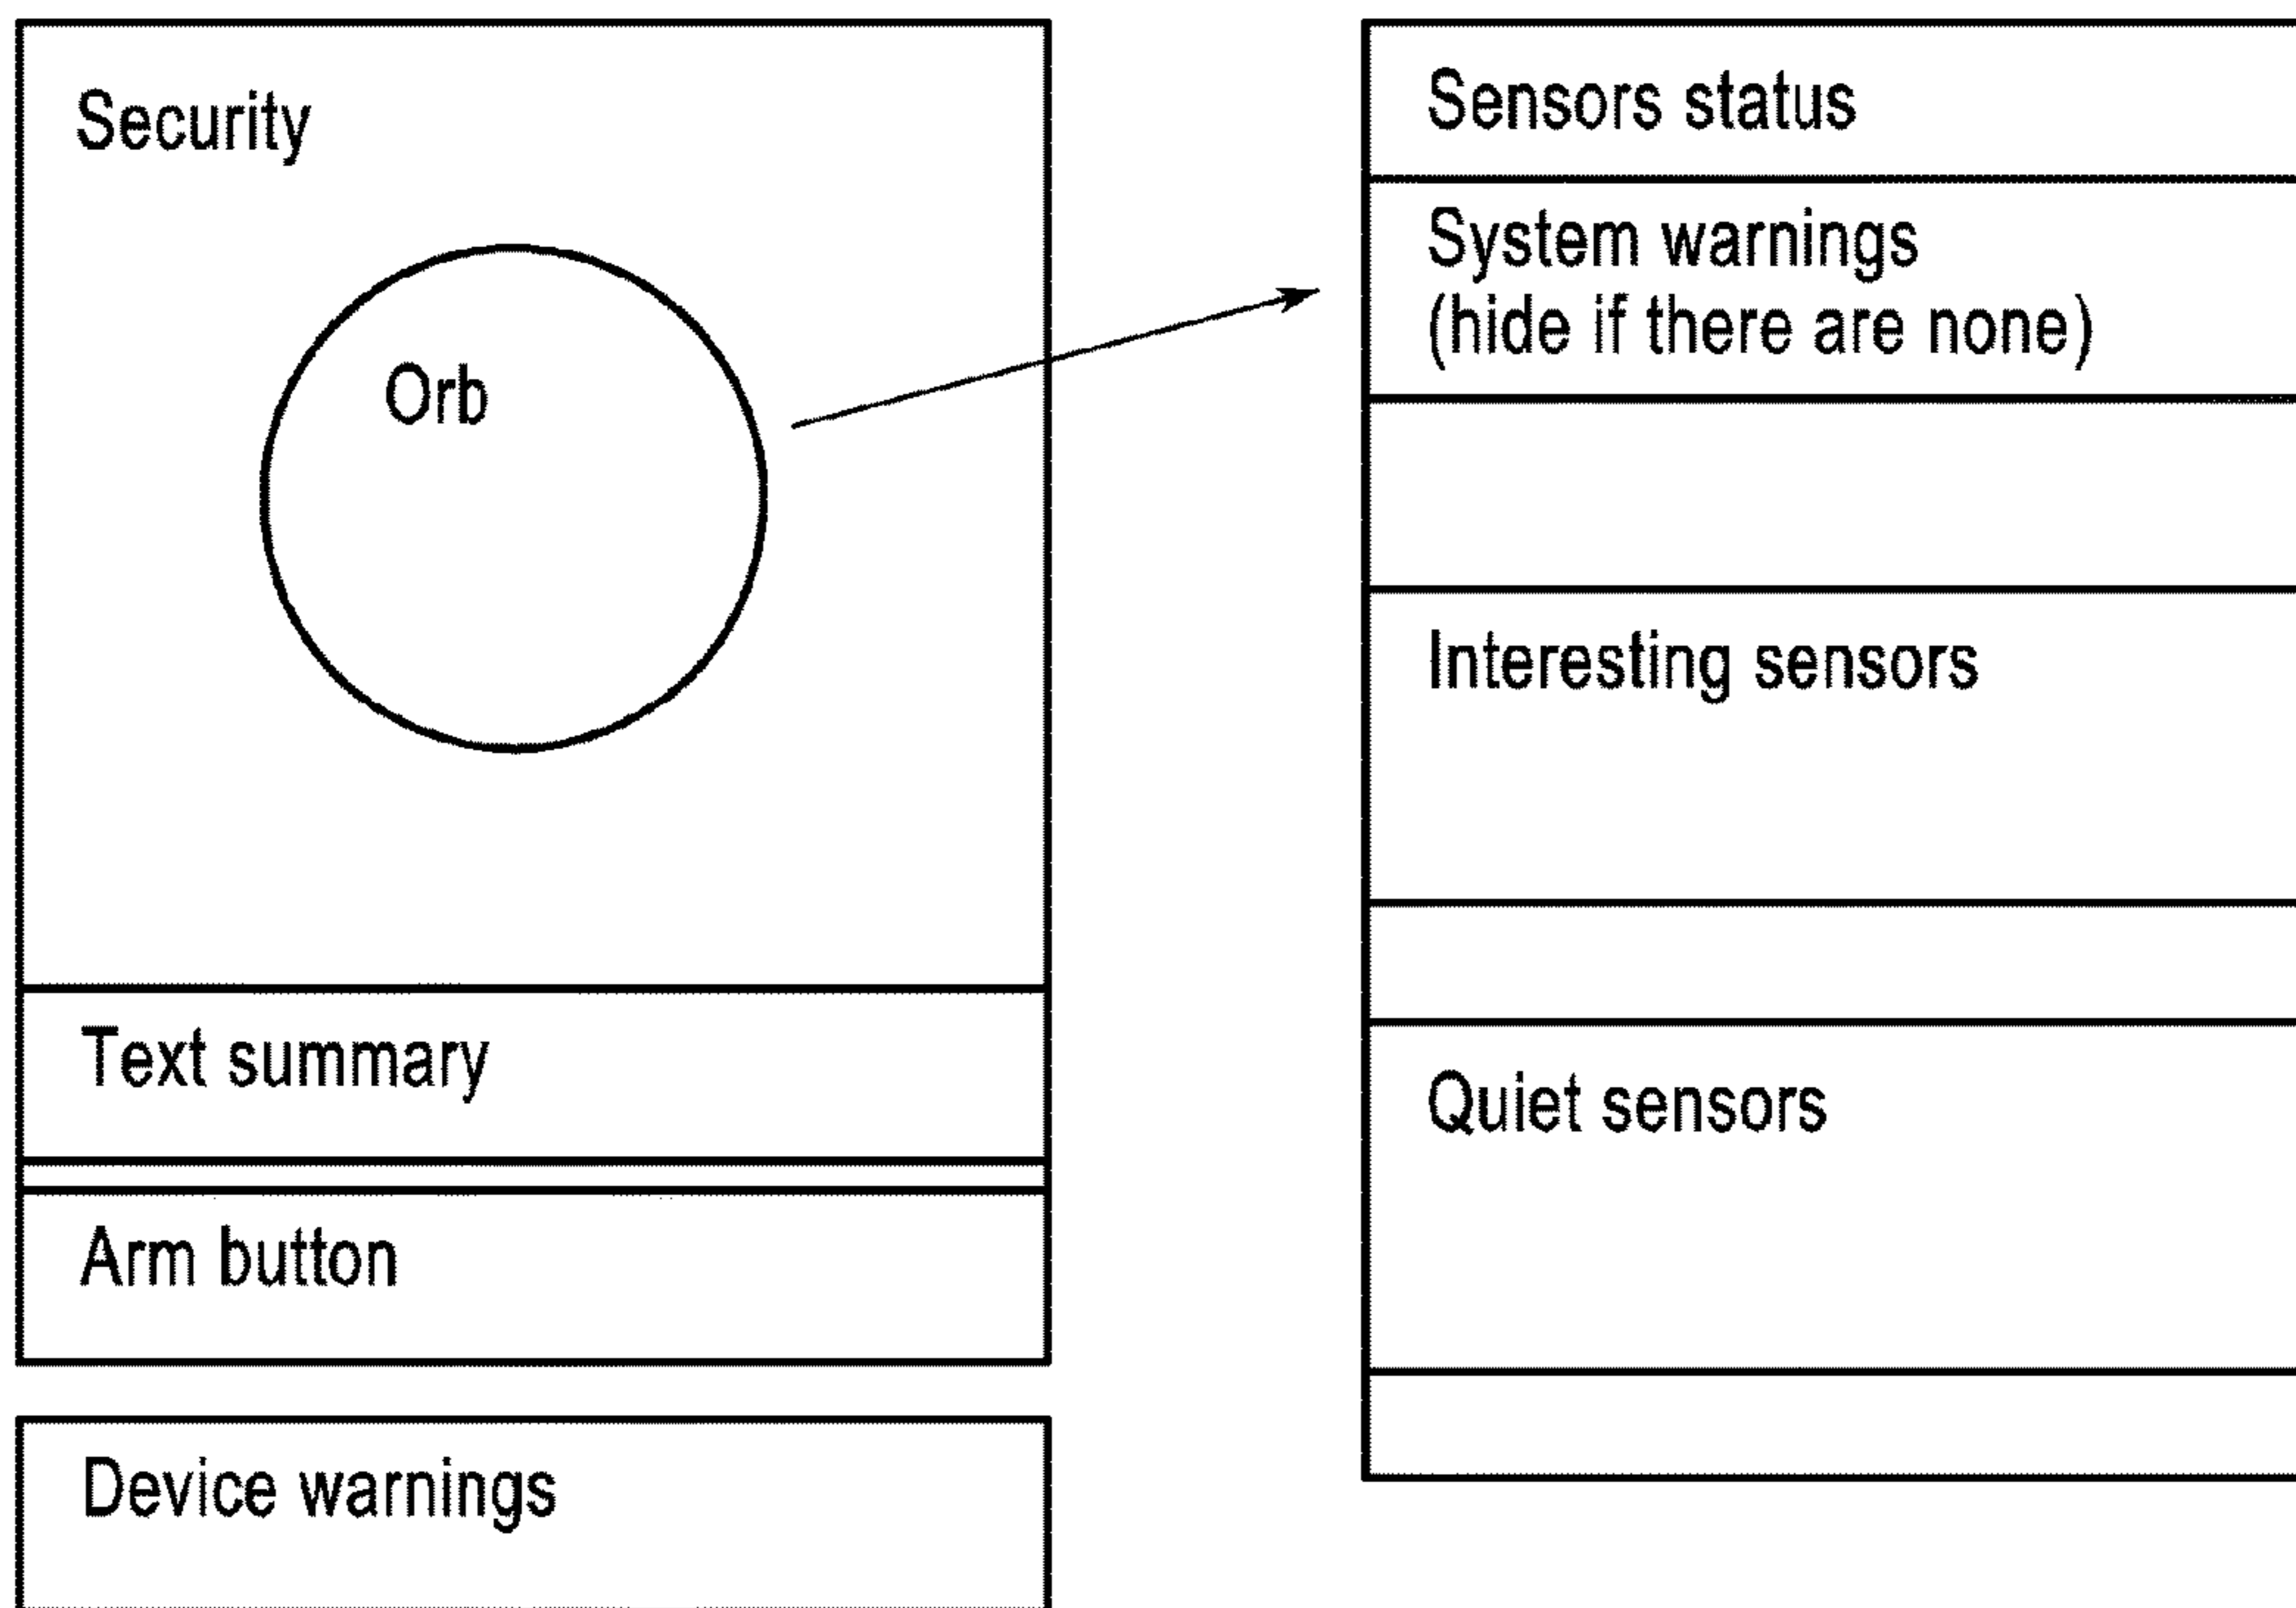 Security
Orb
Text summary
Arm button
Device warnings
Sensors status
System warnings
(hide if there are none)
Interesting sensors
Quiet sensors